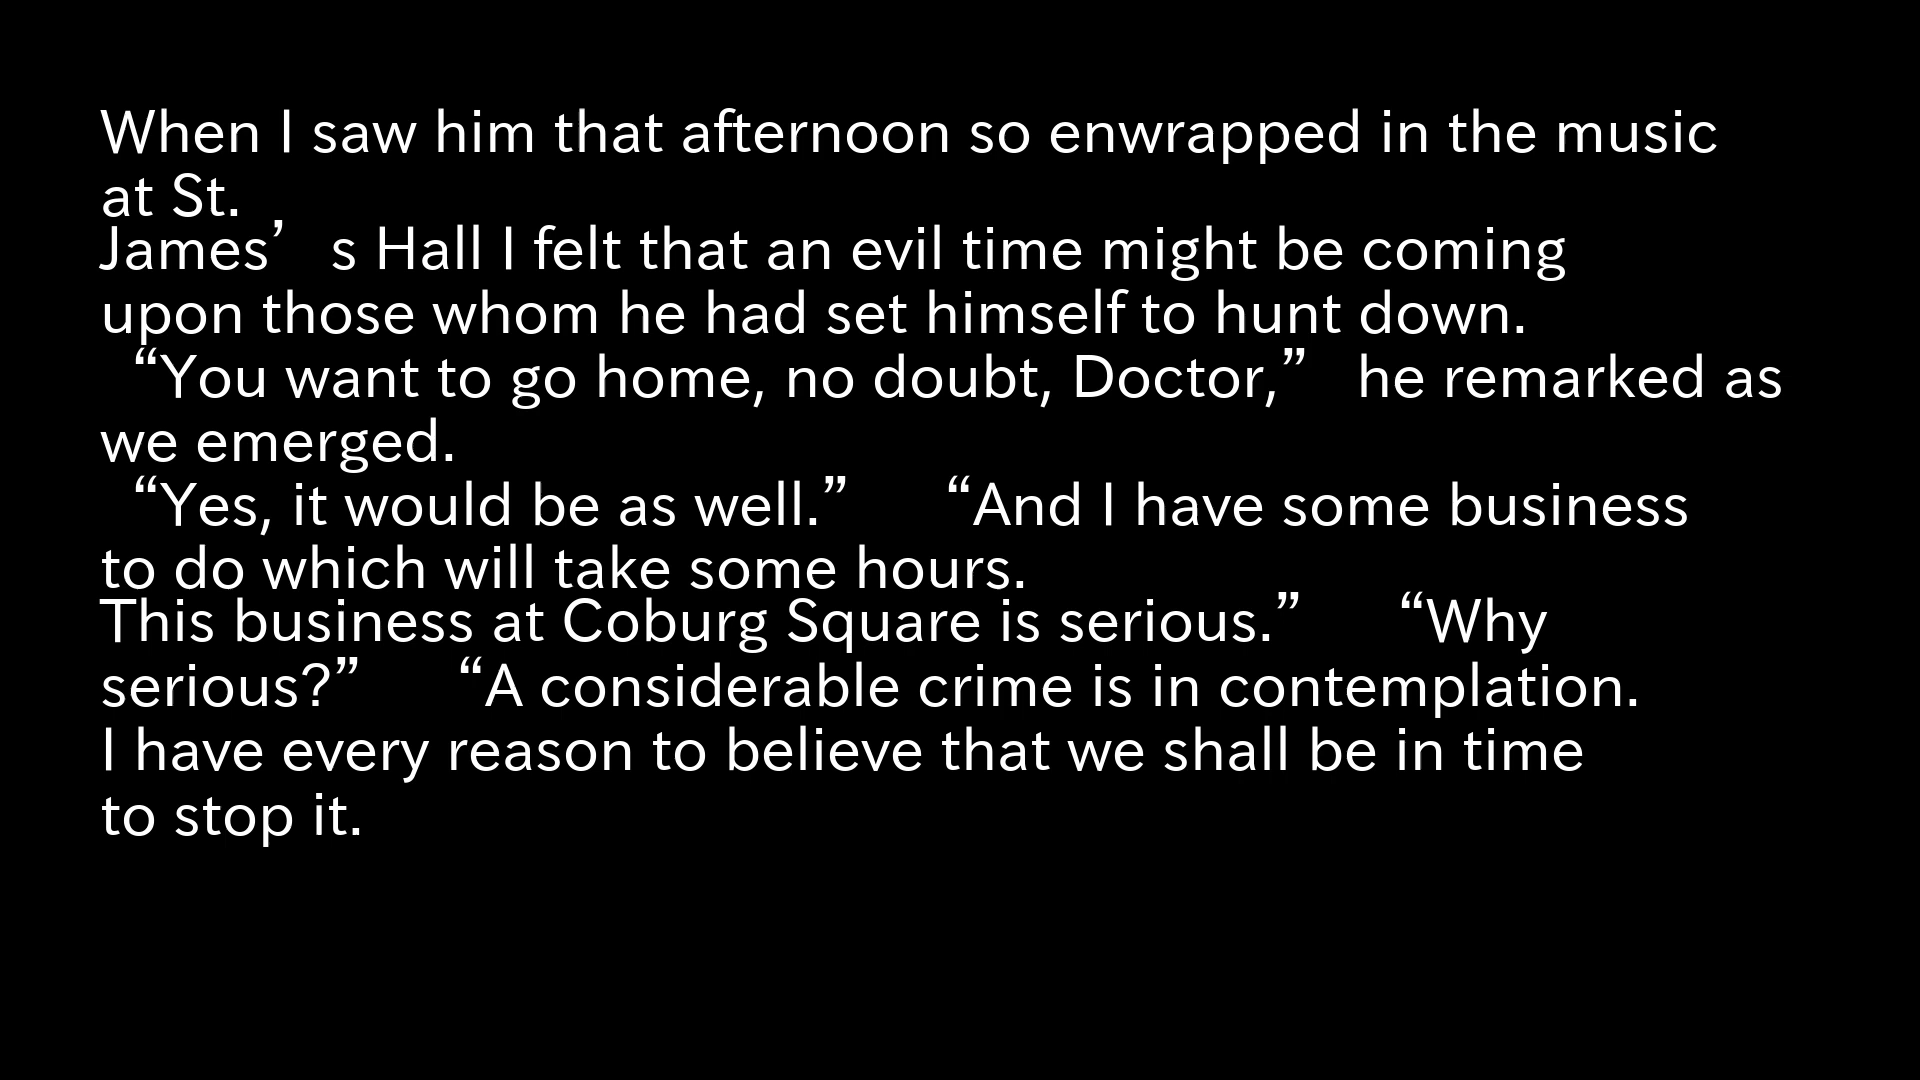 When I saw him that afternoon so enwrapped in the music
at St.
James’s Hall I felt that an evil time might be coming
upon those whom he had set himself to hunt down.
“You want to go home, no doubt, Doctor,” he remarked as
we emerged.
“Yes, it would be as well.” “And I have some business
to do which will take some hours.
This business at Coburg Square is serious.” “Why
serious?” “A considerable crime is in contemplation.
I have every reason to believe that we shall be in time
to stop it.